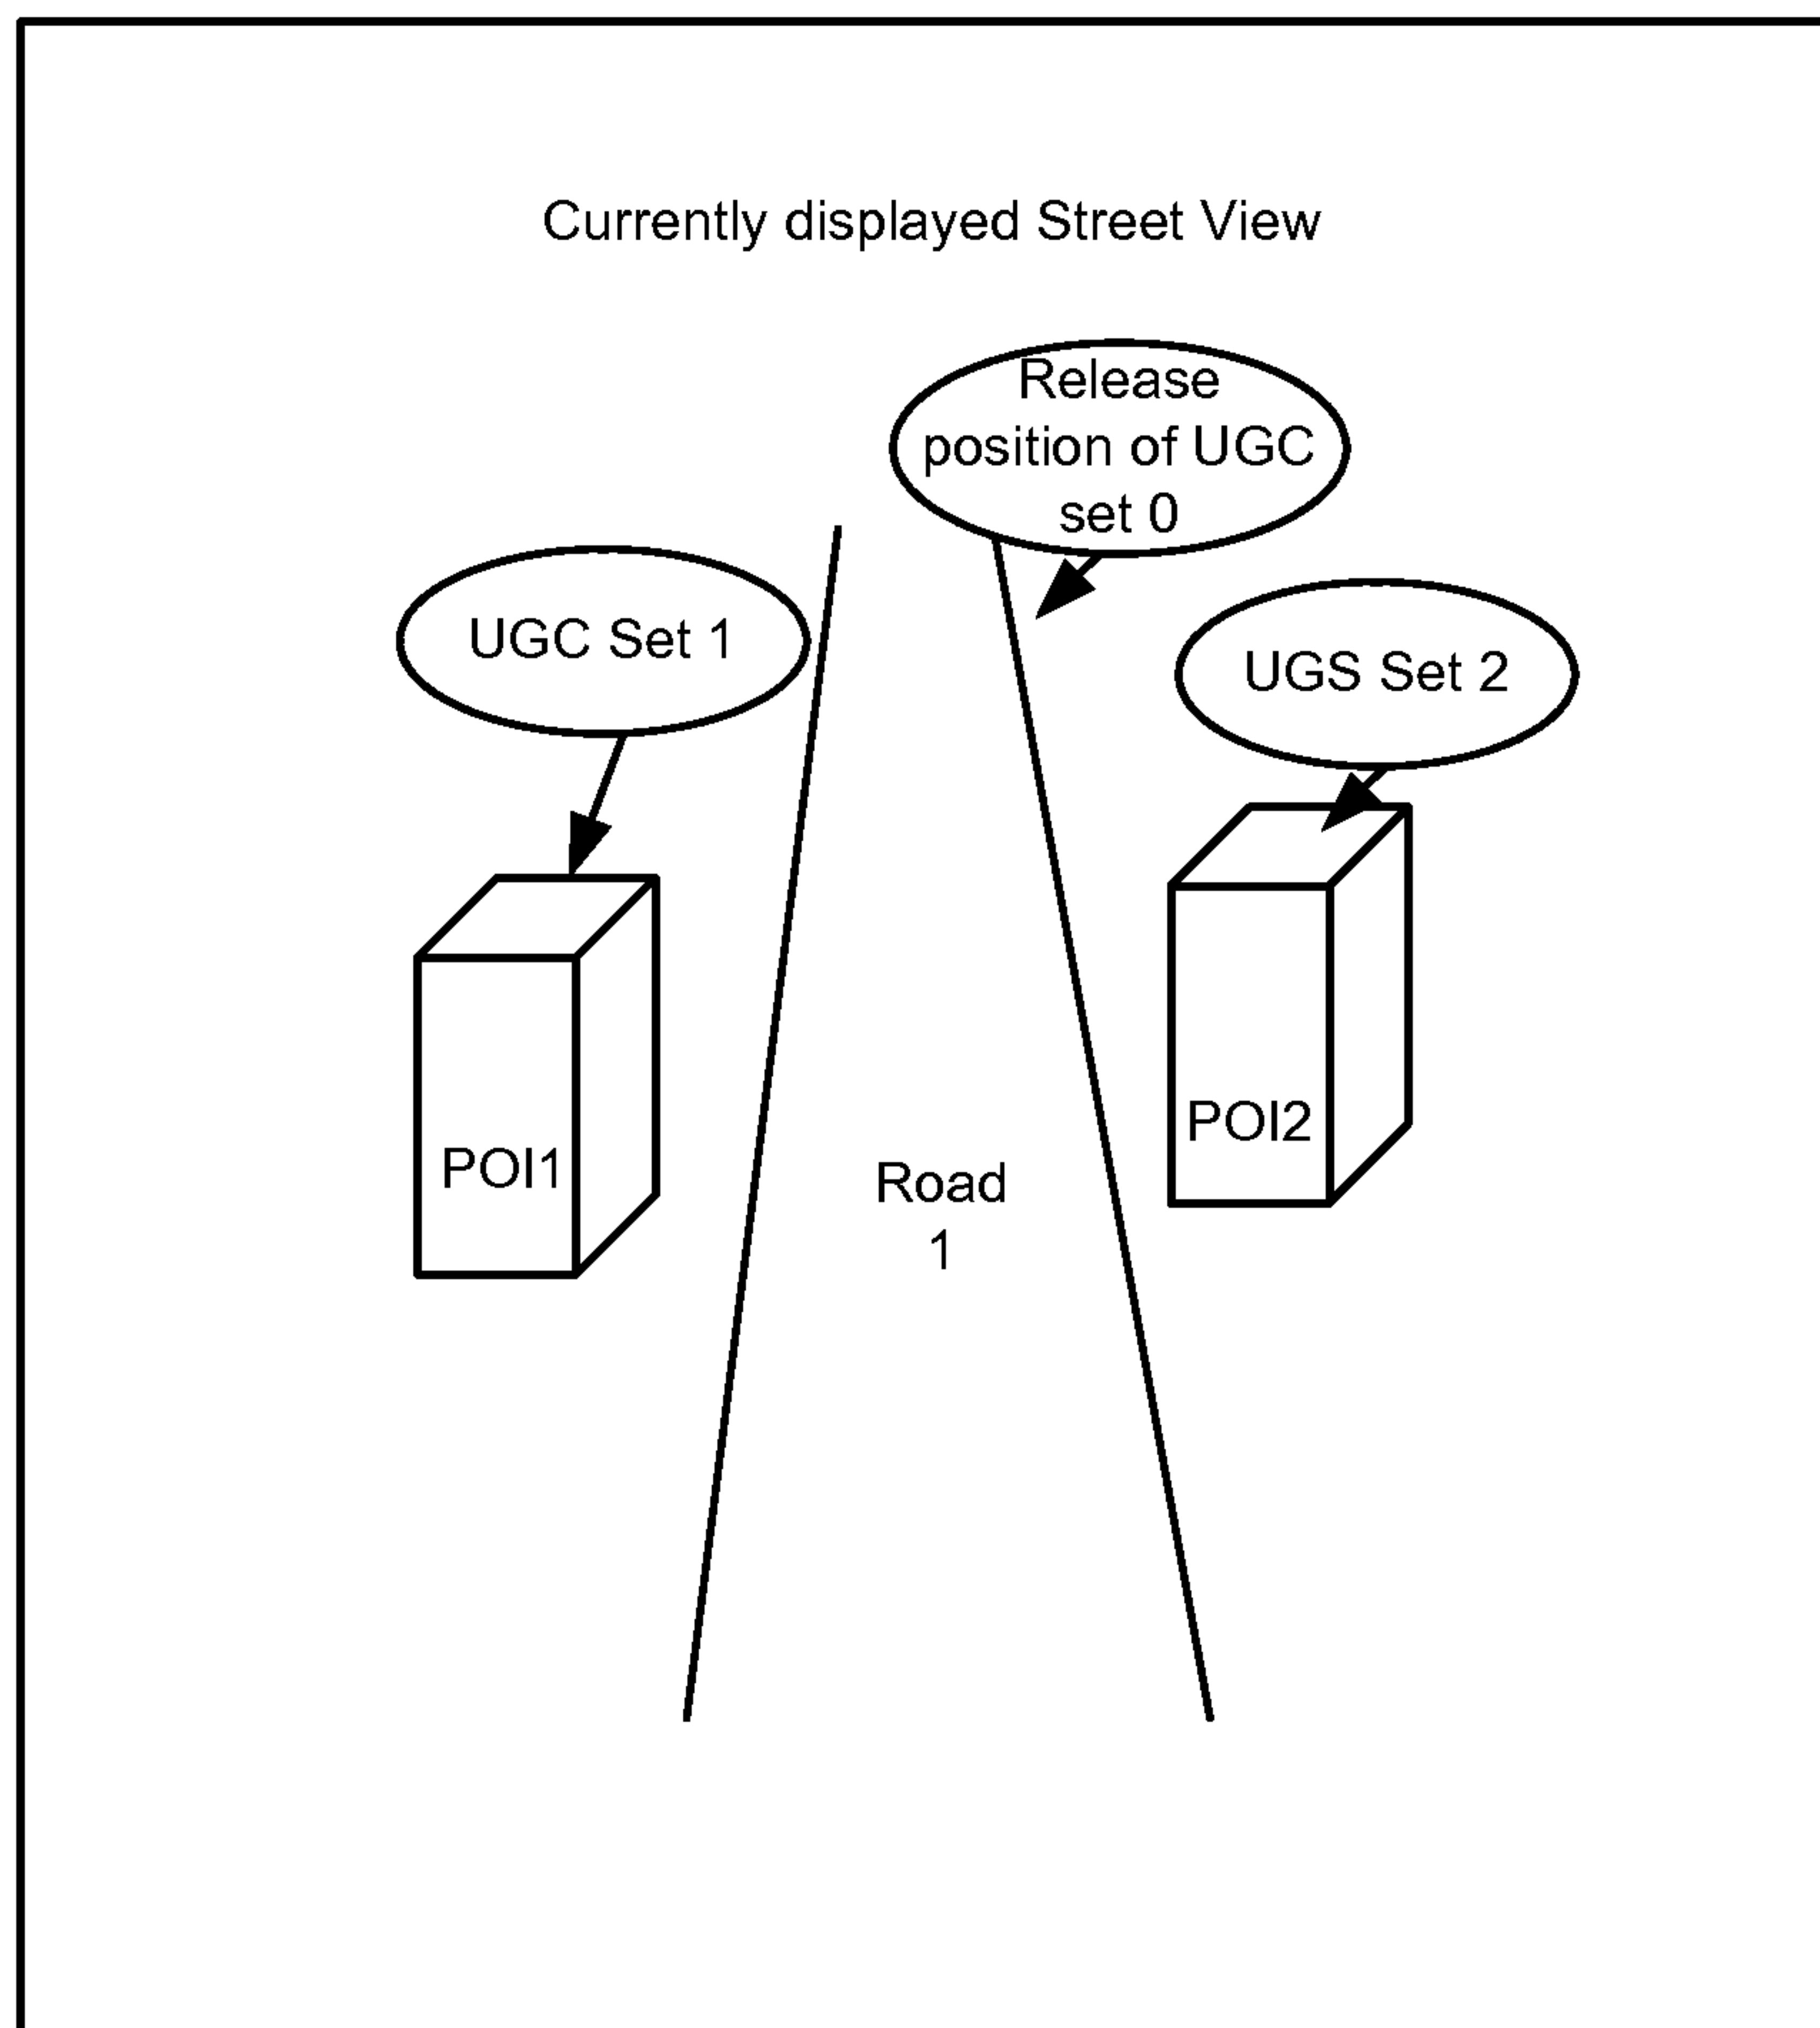 Currently displayed Street View
Release
position of UGC
set 0
UGC Set 1
UGS Set 2
POI1
POI2
Road
1